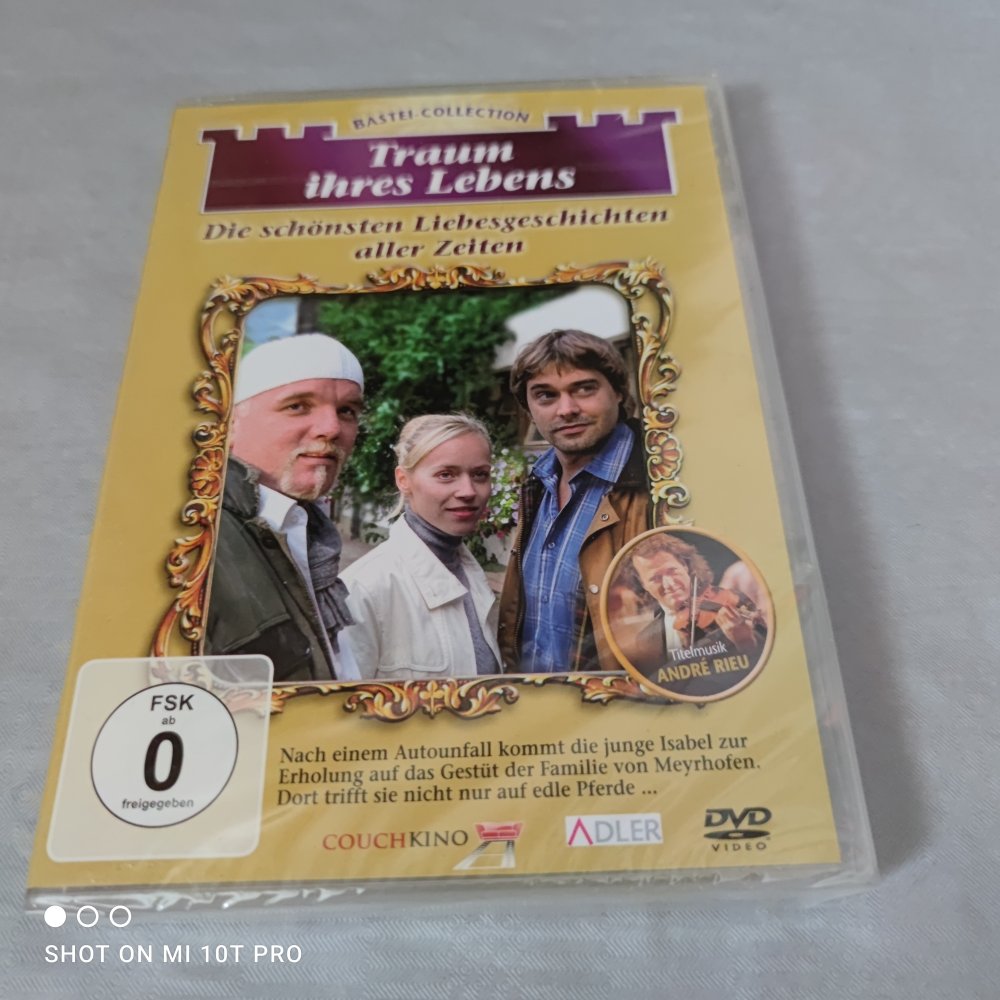 BASTEI-COLLECTION
Traum
ihres Lebens
Die schönsten Liebesgeschichten
aller Zeiten
Titelmusik
ANDRÉ RIEU
FSK
ab
0
freigegeben
Nach einem Autounfall kommt die junge Isabel zur
Erholung auf das Gestüt der Familie von Meyrhofen.
Dort trifft sie nicht nur auf edle Pferde ...
COUCHKINO
ADLER
DVD
VIDEO
SHOT ON MI 10T PRO